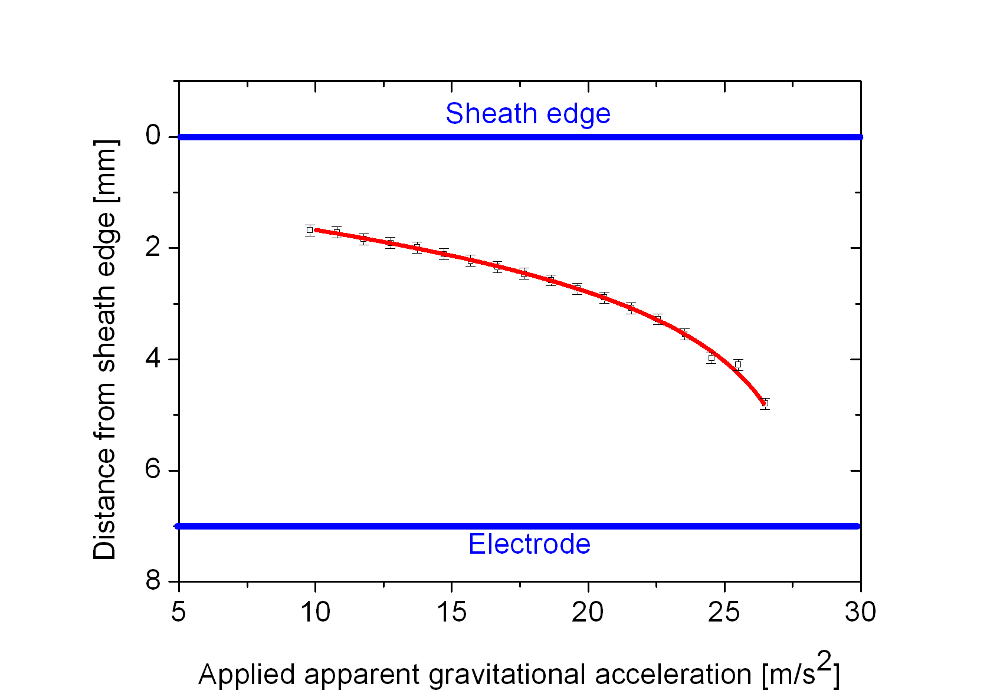 Sheath edge
0
2
4
6
8
Distance from sheath edge [mm]
Electrode
5 10 15 20 25 30
Applied apparent gravitational acceleration [m/s²]